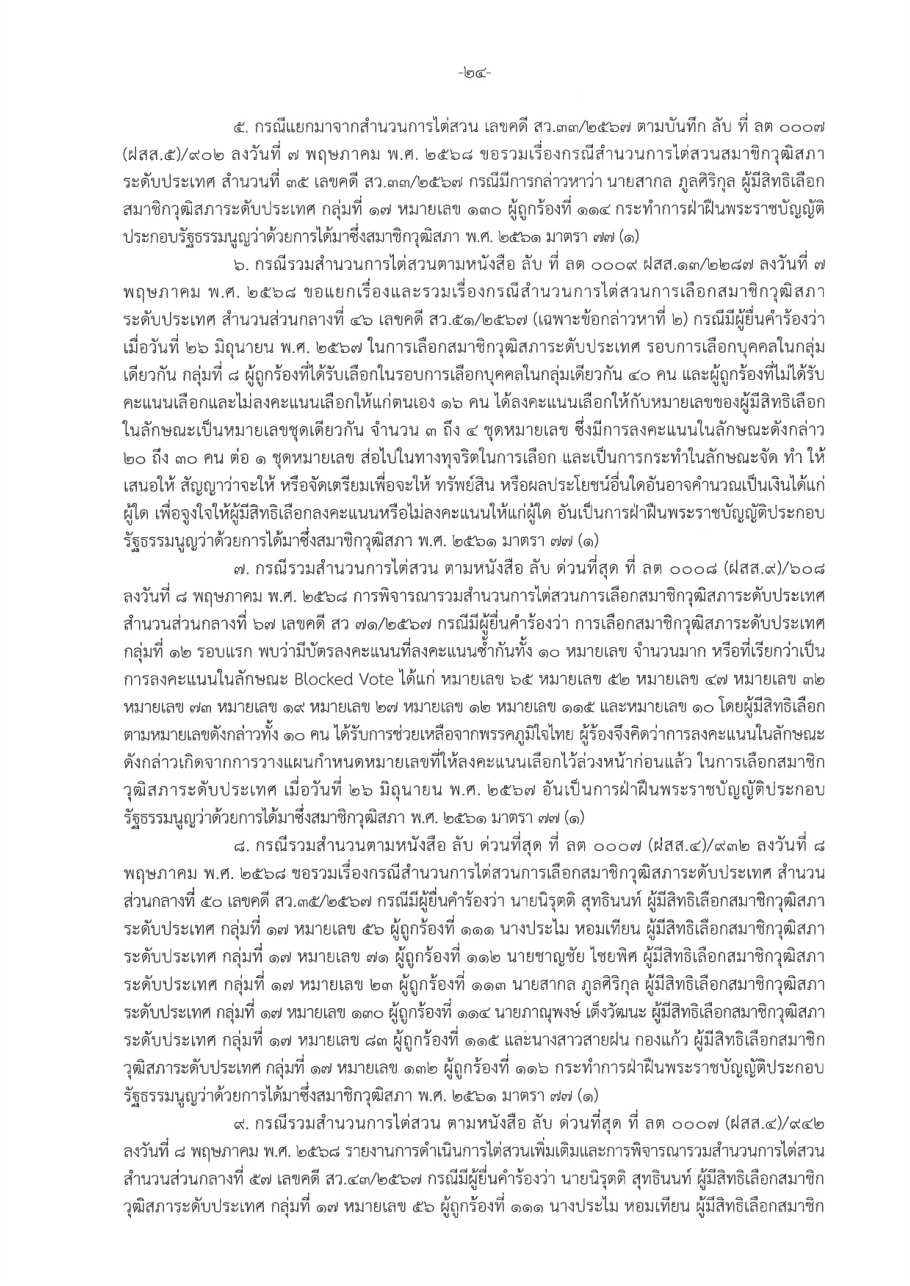 -๒๔-
๕. กรณีแยกมาจากสำนวนการไต่สวน เลขคดี สว.๓๓/๒๕๖๗ ตามบันทึก ลับ ที่ ลต ๐๐๐๗
(ฝสส.๕)/๙๐๒ ลงวันที่ ๗ พฤษภาคม พ.ศ. ๒๕๖๘ ขอรวมเรื่องกรณีสำนวนการไต่สวนสมาชิกวุฒิสภา
ระดับประเทศ สำนวนที่ ๓๕ เลขคดี สว.๓๓/๒๕๖๗ กรณีมีการกล่าวหาว่า นายสากล ภูลศิริกุล ผู้มีสิทธิเลือก
สมาชิกวุฒิสภาระดับประเทศ กลุ่มที่ ๑๗ หมายเลข ๑๓๐ ผู้ถูกร้องที่ ๑๑๔ กระทำการฝ่าฝืนพระราชบัญญัติ
ประกอบรัฐธรรมนูญว่าด้วยการได้มาซึ่งสมาชิกวุฒิสภา พ.ศ. ๒๕๖๑ มาตรา ๗๗ (๑)
๖. กรณีรวมสำนวนการไต่สวนตามหนังสือ ลับ ที่ ลต ๐๐๐๙ ฝสส.๑๓/๒๒๘๗ ลงวันที่ ๗
พฤษภาคม พ.ศ. ๒๕๖๘ ขอแยกเรื่องและรวมเรื่องกรณีสำนวนการไต่สวนการเลือกสมาชิกวุฒิสภา
ระดับประเทศ สำนวนส่วนกลางที่ ๔๖ เลขคดี สว.๕๑/๒๕๖๗ (เฉพาะข้อกล่าวหาที่ ๒) กรณีมีผู้ยื่นคำร้องว่า
เมื่อวันที่ ๒๖ มิถุนายน พ.ศ. ๒๕๖๗ ในการเลือกสมาชิกวุฒิสภาระดับประเทศ รอบการเลือกบุคคลในกลุ่ม
เดียวกัน กลุ่มที่ ๘ ผู้ถูกร้องที่ได้รับเลือกในรอบการเลือกบุคคลในกลุ่มเดียวกัน ๔๐ คน และผู้ถูกร้องที่ไม่ได้รับ
คะแนนเลือกและไม่ลงคะแนนเลือกให้แก่ตนเอง ๑๖ คน ได้ลงคะแนนเลือกให้กับหมายเลขของผู้มีสิทธิเลือก
ในลักษณะเป็นหมายเลขชุดเดียวกัน จำนวน ๓ ถึง ๔ ชุดหมายเลข ซึ่งมีการลงคะแนนในลักษณะดังกล่าว
๒๐ ถึง ๓๐ คน ต่อ ๑ ชุดหมายเลข ส่อไปในทางทุจริตในการเลือก และเป็นการกระทำในลักษณะจัด ทำ ให้
เสนอให้ สัญญาว่าจะให้ หรือจัดเตรียมเพื่อจะให้ ทรัพย์สิน หรือผลประโยชน์อื่นใดอันอาจคำนวณเป็นเงินได้แก่
ผู้ใด เพื่อจูงใจให้ผู้มีสิทธิเลือกลงคะแนนหรือไม่ลงคะแนนให้แก่ผู้ใด อันเป็นการฝ่าฝืนพระราชบัญญัติประกอบ
รัฐธรรมนูญว่าด้วยการได้มาซึ่งสมาชิกวุฒิสภา พ.ศ. ๒๕๖๑ มาตรา ๗๗ (๑)
๗. กรณีรวมสำนวนการไต่สวน ตามหนังสือ ลับ ด่วนที่สุด ที่ ลต ๐๐๐๘ (ฝสส.๙)/๖๐๘
ลงวันที่ ๘ พฤษภาคม พ.ศ. ๒๕๖๘ การพิจารณารวมสำนวนการไต่สวนการเลือกสมาชิกวุฒิสภาระดับประเทศ
สำนวนส่วนกลางที่ ๖๗ เลขคดี สว ๗๑/๒๕๖๗ กรณีมีผู้ยื่นคำร้องว่า การเลือกสมาชิกวุฒิสภาระดับประเทศ
กลุ่มที่ ๑๒ รอบแรก พบว่ามีบัตรลงคะแนนที่ลงคะแนนซ้ำกันทั้ง ๑๐ หมายเลข จำนวนมาก หรือที่เรียกว่าเป็น
การลงคะแนนในลักษณะ Blocked Vote ได้แก่ หมายเลข ๖๕ หมายเลข ๕๒ หมายเลข ๔๗ หมายเลข ๓๒
หมายเลข ๗๓ หมายเลข ๑๙ หมายเลข ๒๗ หมายเลข ๑๒ หมายเลข ๑๑๕ และหมายเลข ๑๐ โดยผู้มีสิทธิเลือก
ตามหมายเลขดังกล่าวทั้ง ๑๐ คน ได้รับการช่วยเหลือจากพรรคภูมิใจไทย ผู้ร้องจึงคิดว่าการลงคะแนนในลักษณะ
ดังกล่าวเกิดจากการวางแผนกำหนดหมายเลขที่ให้ลงคะแนนเลือกไว้ล่วงหน้าก่อนแล้ว ในการเลือกสมาชิก
วุฒิสภาระดับประเทศ เมื่อวันที่ ๒๖ มิถุนายน พ.ศ. ๒๕๖๗ อันเป็นการฝ่าฝืนพระราชบัญญัติประกอบ
รัฐธรรมนูญว่าด้วยการได้มาซึ่งสมาชิกวุฒิสภา พ.ศ. ๒๕๖๑ มาตรา ๗๗ (๑)
๘. กรณีรวมสำนวนตามหนังสือ ลับ ด่วนที่สุด ที่ ลต ๐๐๐๗ (ฝสส.๔)/๙๓๒ ลงวันที่ ๘
พฤษภาคม พ.ศ. ๒๕๖๘ ขอรวมเรื่องกรณีสำนวนการไต่สวนการเลือกสมาชิกวุฒิสภาระดับประเทศ สำนวน
ส่วนกลางที่ ๕๐ เลขคดี สว.๓๕/๒๕๖๗ กรณีมีผู้ยื่นคำร้องว่า นายนิรุตติ สุทธินนท์ ผู้มีสิทธิเลือกสมาชิกวุฒิสภา
ระดับประเทศ กลุ่มที่ ๑๗ หมายเลข ๕๖ ผู้ถูกร้องที่ ๑๑๑ นางประไม หอมเทียน ผู้มีสิทธิเลือกสมาชิกวุฒิสภา
ระดับประเทศ กลุ่มที่ ๑๗ หมายเลข ๗๑ ผู้ถูกร้องที่ ๑๑๒ นายชาญชัย ไชยพิศ ผู้มีสิทธิเลือกสมาชิกวุฒิสภา
ระดับประเทศ กลุ่มที่ ๑๗ หมายเลข ๒๓ ผู้ถูกร้องที่ ๑๑๓ นายสากล ภูลศิริกุล ผู้มีสิทธิเลือกสมาชิกวุฒิสภา
ระดับประเทศ กลุ่มที่ ๑๗ หมายเลข ๑๓๐ ผู้ถูกร้องที่ ๑๑๔ นายภาณุพงษ์ เต็งวัฒนะ ผู้มีสิทธิเลือกสมาชิกวุฒิสภา
ระดับประเทศ กลุ่มที่ ๑๗ หมายเลข ๘๓ ผู้ถูกร้องที่ ๑๑๕ และนางสาวสายฝน กองแก้ว ผู้มีสิทธิเลือกสมาชิก
วุฒิสภาระดับประเทศ กลุ่มที่ ๑๗ หมายเลข ๑๓๒ ผู้ถูกร้องที่ ๑๑๖ กระทำการฝ่าฝืนพระราชบัญญัติประกอบ
รัฐธรรมนูญว่าด้วยการได้มาซึ่งสมาชิกวุฒิสภา พ.ศ. ๒๕๖๑ มาตรา ๗๗ (๑)
๙. กรณีรวมสำนวนการไต่สวน ตามหนังสือ ลับ ด่วนที่สุด ที่ ลต ๐๐๐๗ (ฝสส.๔)/๙๔๒
ลงวันที่ ๘ พฤษภาคม พ.ศ. ๒๕๖๘ รายงานการดำเนินการไต่สวนเพิ่มเติมและการพิจารณารวมสำนวนการไต่สวน
สำนวนส่วนกลางที่ ๕๗ เลขคดี สว.๔๓/๒๕๖๗ กรณีมีผู้ยื่นคำร้องว่า นายนิรุตติ สุทธินนท์ ผู้มีสิทธิเลือกสมาชิก
วุฒิสภาระดับประเทศ กลุ่มที่ ๑๗ หมายเลข ๕๖ ผู้ถูกร้องที่ ๑๑๑ นางประไม หอมเทียน ผู้มีสิทธิเลือกสมาชิก